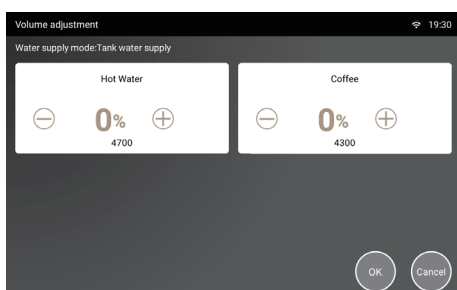 Volume adjustment 19:30
Water supply mode:Tank water supply
Hot Water Coffee
0% 0%
4700 4300
OK Cancel